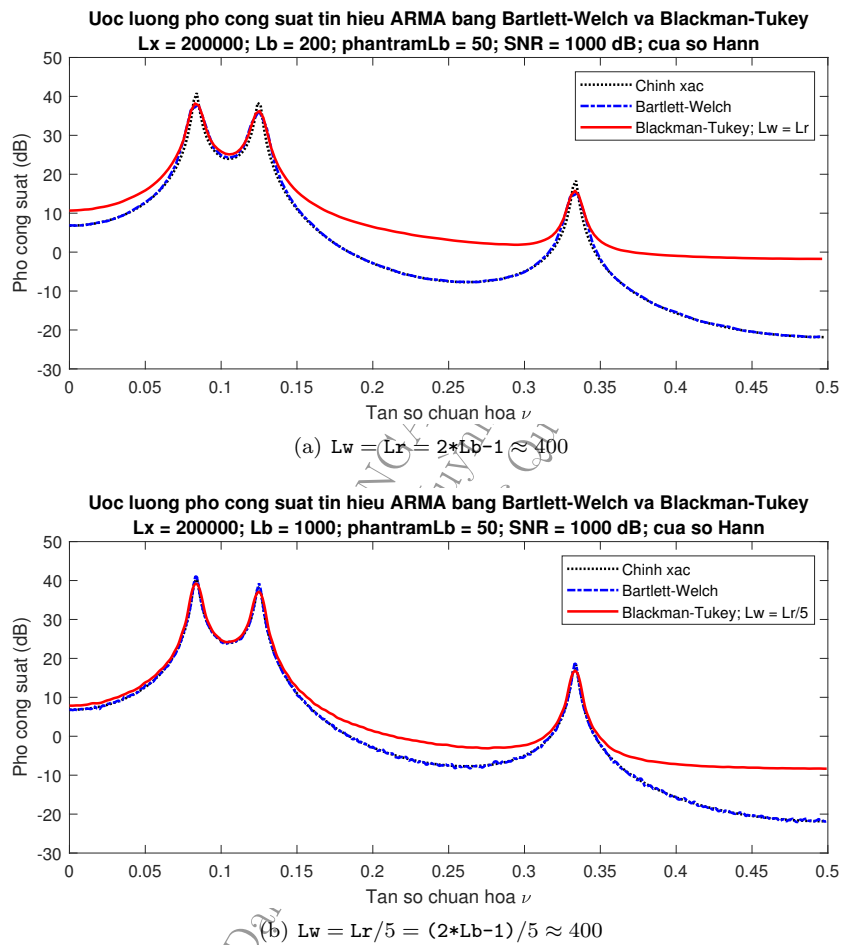 Uoc luong pho cong suat tin hieu ARMA bang Bartlett-Welch va Blackman-Tukey
Lx = 200000; Lb = 200; phantramLb = 50; SNR = 1000 dB; cua so Hann
Pho cong suat (dB)
50
40
30
20
10
0
-10
-20
-30
Chinh xac
Bartlett-Welch
Blackman-Tukey; Lw = Lr
0 0.05 0.1 0.15 0.2 0.25 0.3 0.35 0.4 0.45 0.5
Tan so chuan hoa ν
(a) Lw = Lr = 2*Lb-1 ≈ 400
Uoc luong pho cong suat tin hieu ARMA bang Bartlett-Welch va Blackman-Tukey
Lx = 200000; Lb = 1000; phantramLb = 50; SNR = 1000 dB; cua so Hann
Pho cong suat (dB)
50
40
30
20
10
0
-10
-20
-30
Chinh xac
Bartlett-Welch
Blackman-Tukey; Lw = Lr/5
0 0.05 0.1 0.15 0.2 0.25 0.3 0.35 0.4 0.45 0.5
Tan so chuan hoa ν
(b) Lw = Lr/5 = (2*Lb-1)/5 ≈ 400